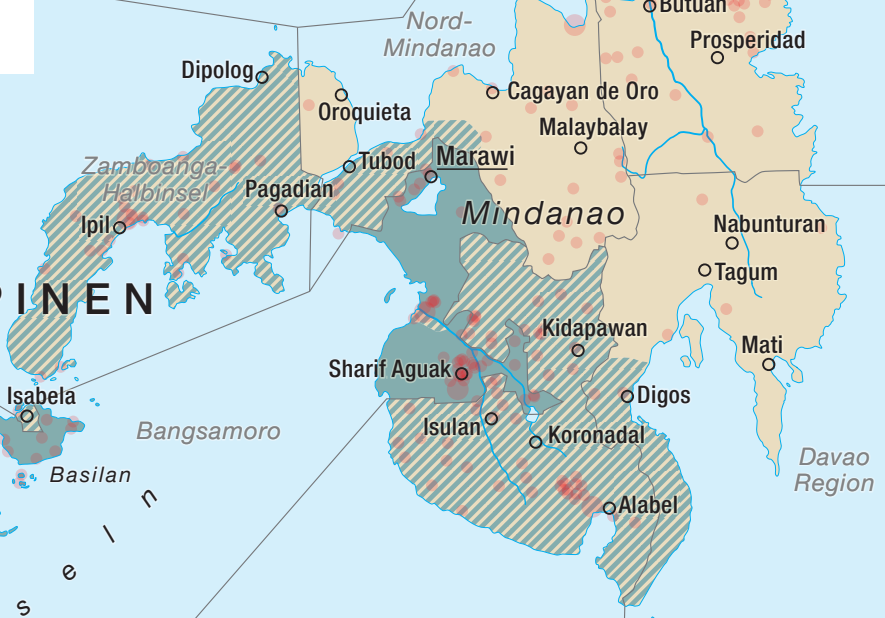 Nord-
Mindanao
Butuan
Prosperidad
Dipolog
Oroquieta
Cagayan de Oro
Malaybalay
Zamboanga-
Halbinsel
Tubod
Marawi
Pagadian
Mindanao
Ipil
Nabunturan
Tagum
PINEN
Kidapawan
Mati
Sharif Aguak
Isabela
Digos
Bangsamoro
Isulan
Koronadal
Basilan
Davao
Region
Alabel
s e l n